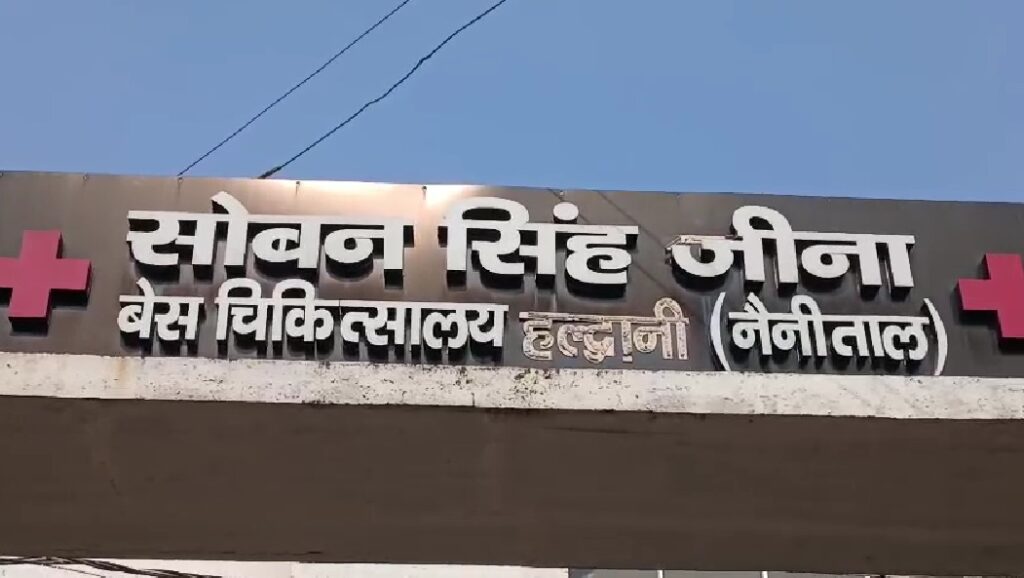 सोबन सिंह जीना
बेस चिकित्सालय हल्द्वानी (नैनीताल)